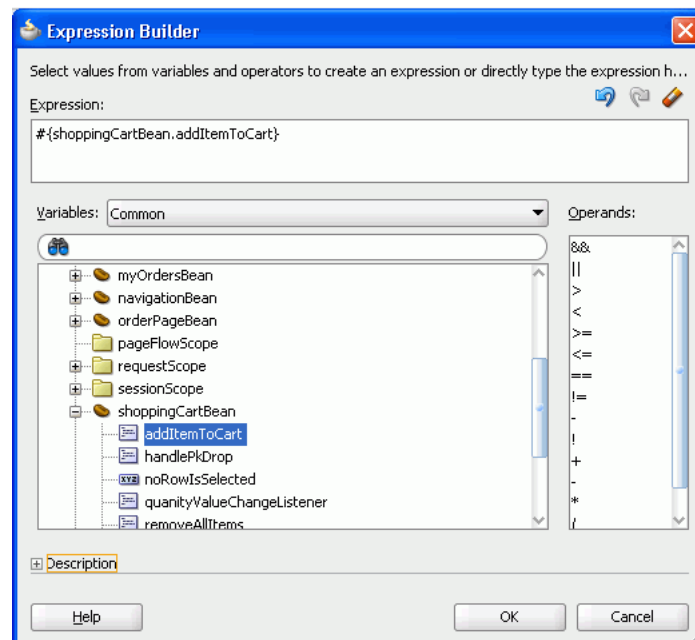 Expression Builder
Select values from variables and operators to create an expression or directly type the expression h...
Expression:
#{shoppingCartBean.addItemToCart}
Variables: Common
Operands:
myOrdersBean
navigationBean
orderPageBean
pageFlowScope
requestScope
sessionScope
shoppingCartBean
addItemToCart
handlePkDrop
xyz noRowIsSelected
quanityValueChangeListener
removeAllItems
&&
||
>
<
>=
<=
==
!=
-
!
+
-
*
/
Description
Help
OK
Cancel